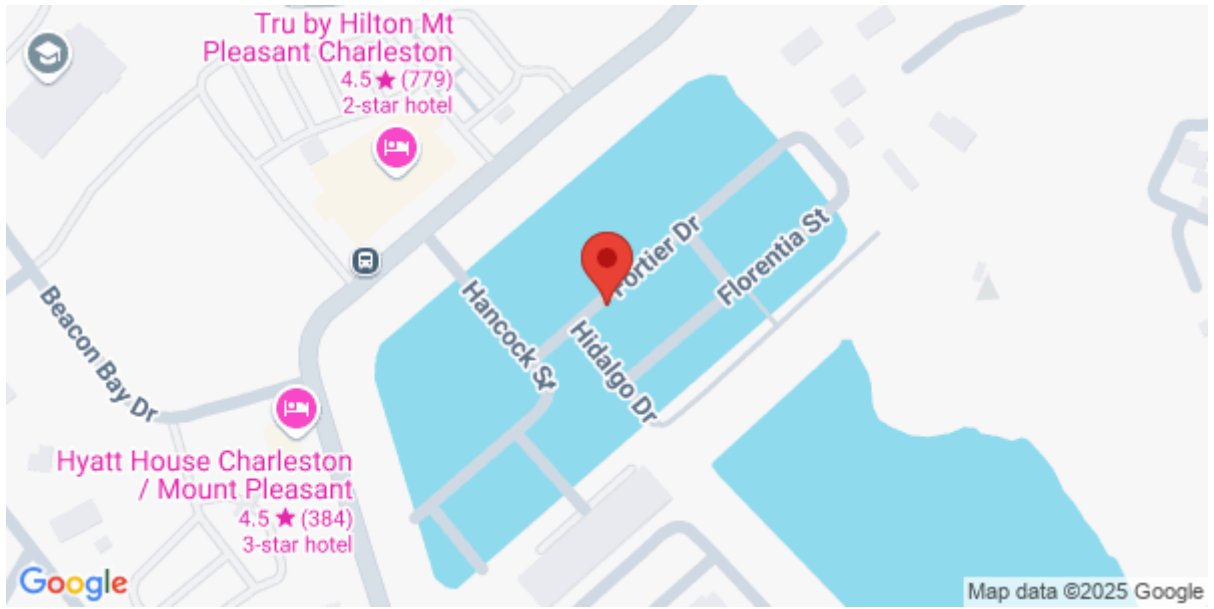 Tru by Hilton Mt
Pleasant Charleston
4.5★ (779)
2-star hotel
Fortier Dr
Florentia St
Hancock St
Hidalgo Dr
Beacon Bay Dr
Hyatt House Charleston
/ Mount Pleasant
4.5 ★ (384)
3-star hotel
Google
Map data ©2025 Google